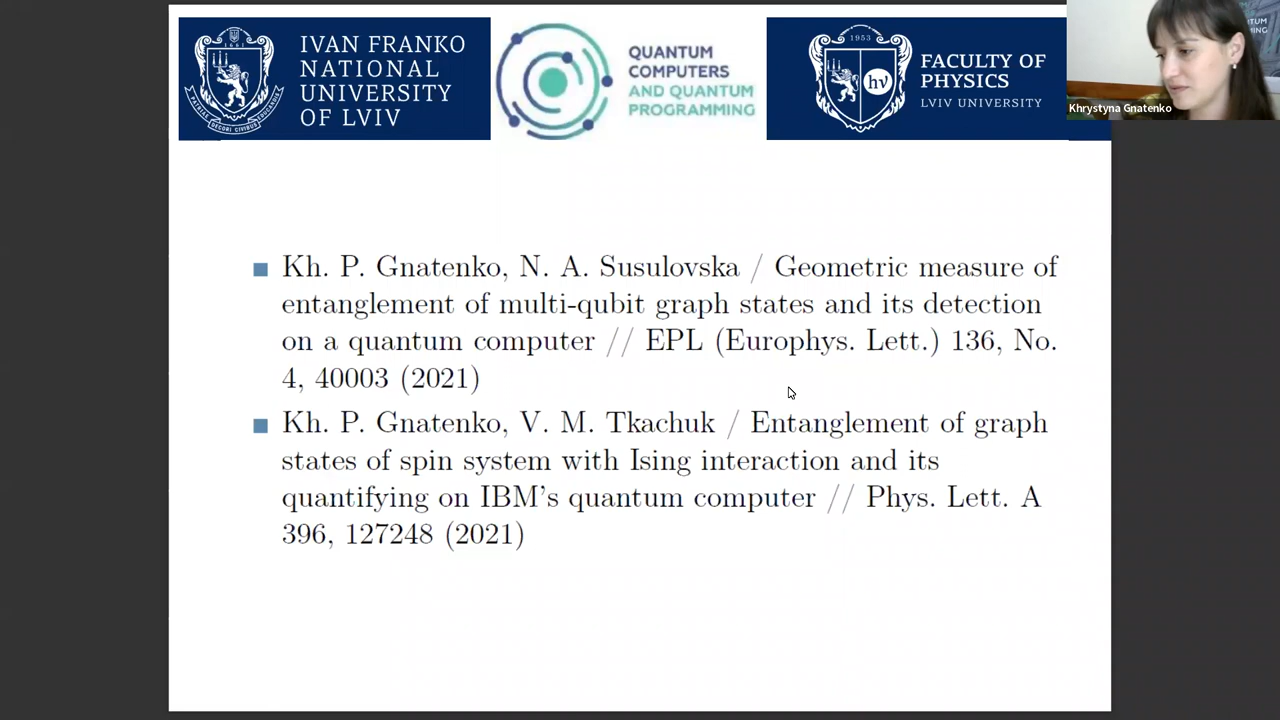 IVAN FRANKO
NATIONAL
UNIVERSITY
OF LVIV
1661
QUANTUM
COMPUTERS
AND QUANTUM
PROGRAMMING
1953
hν
FACULTY OF
PHYSICS
LVIV UNIVERSITY
Khrystyna Gnatenko
Kh. P. Gnatenko, N. A. Susulovska / Geometric measure of
entanglement of multi-qubit graph states and its detection
on a quantum computer // EPL (Europhys. Lett.) 136, No.
4, 40003 (2021)
Kh. P. Gnatenko, V. M. Tkachuk / Entanglement of graph
states of spin system with Ising interaction and its
quantifying on IBM's quantum computer // Phys. Lett. A
396, 127248 (2021)